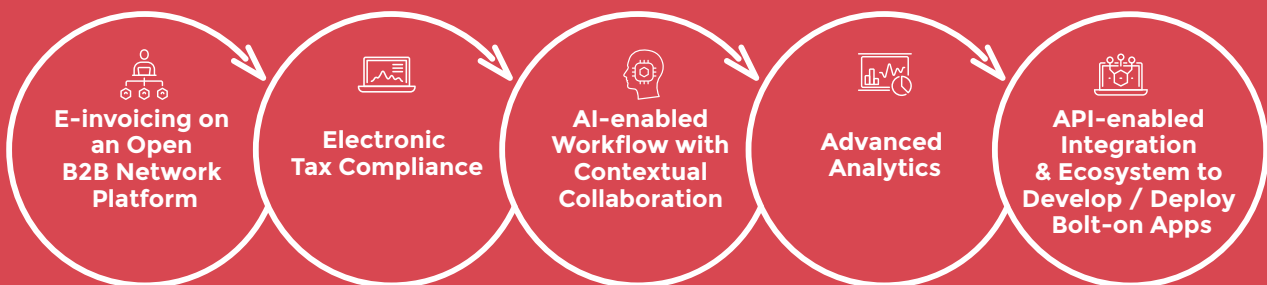 E-invoicing on
an Open
B2B Network
Platform
Electronic
Tax Compliance
AI-enabled
Workflow with
Contextual
Collaboration
Advanced
Analytics
API-enabled
Integration
& Ecosystem to
Develop / Deploy
Bolt-on Apps